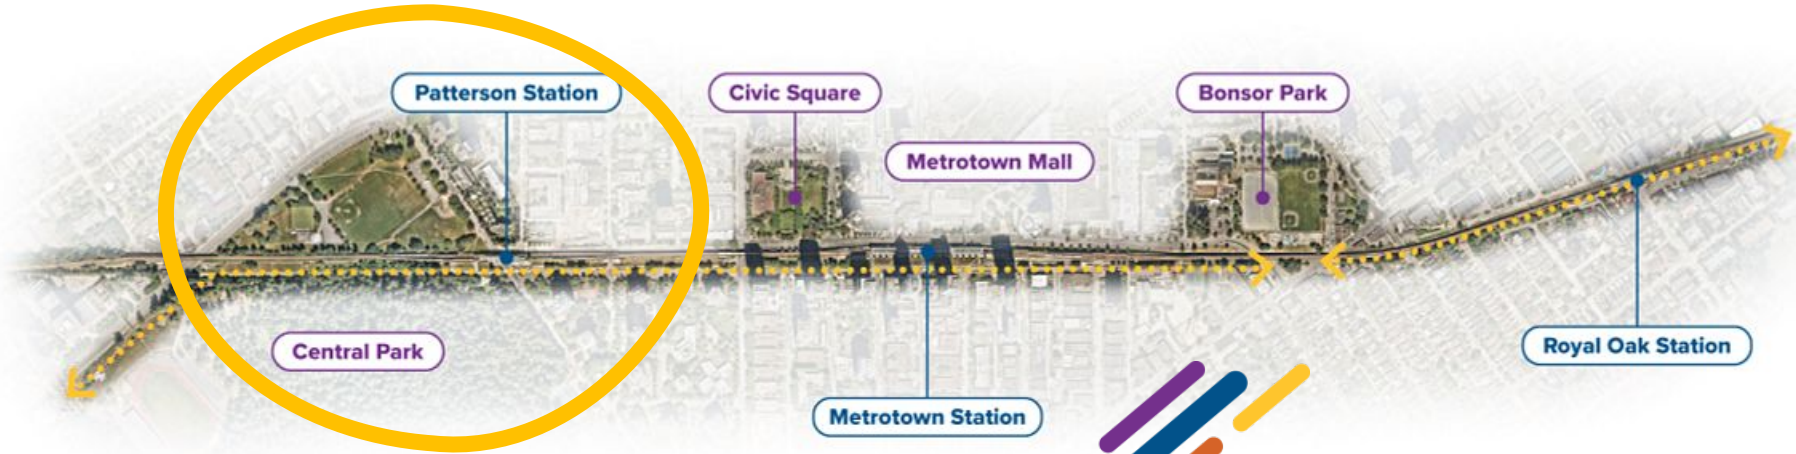 Patterson Station
Civic Square
Bonsor Park
Metrotown Mall
Central Park
Royal Oak Station
Metrotown Station